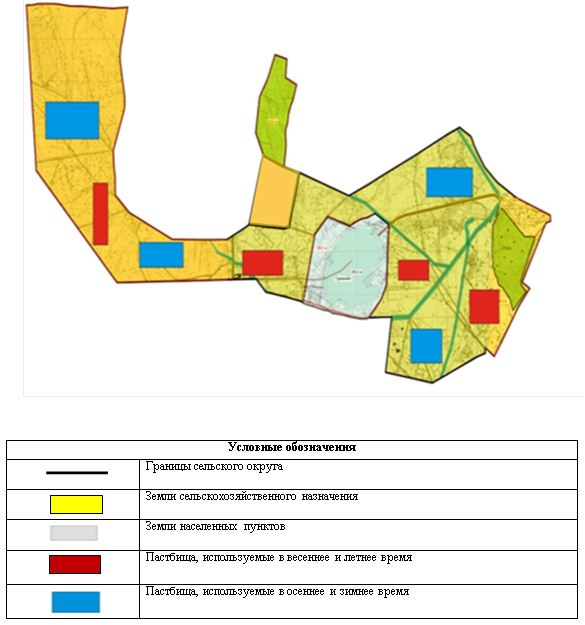 Условные обозначения
Границы сельского округа
Земли сельскохозяйственного назначения
Земли населенных пунктов
Пастбища, используемые в весеннее и летнее время
Пастбища, используемые в осеннее и зимнее время